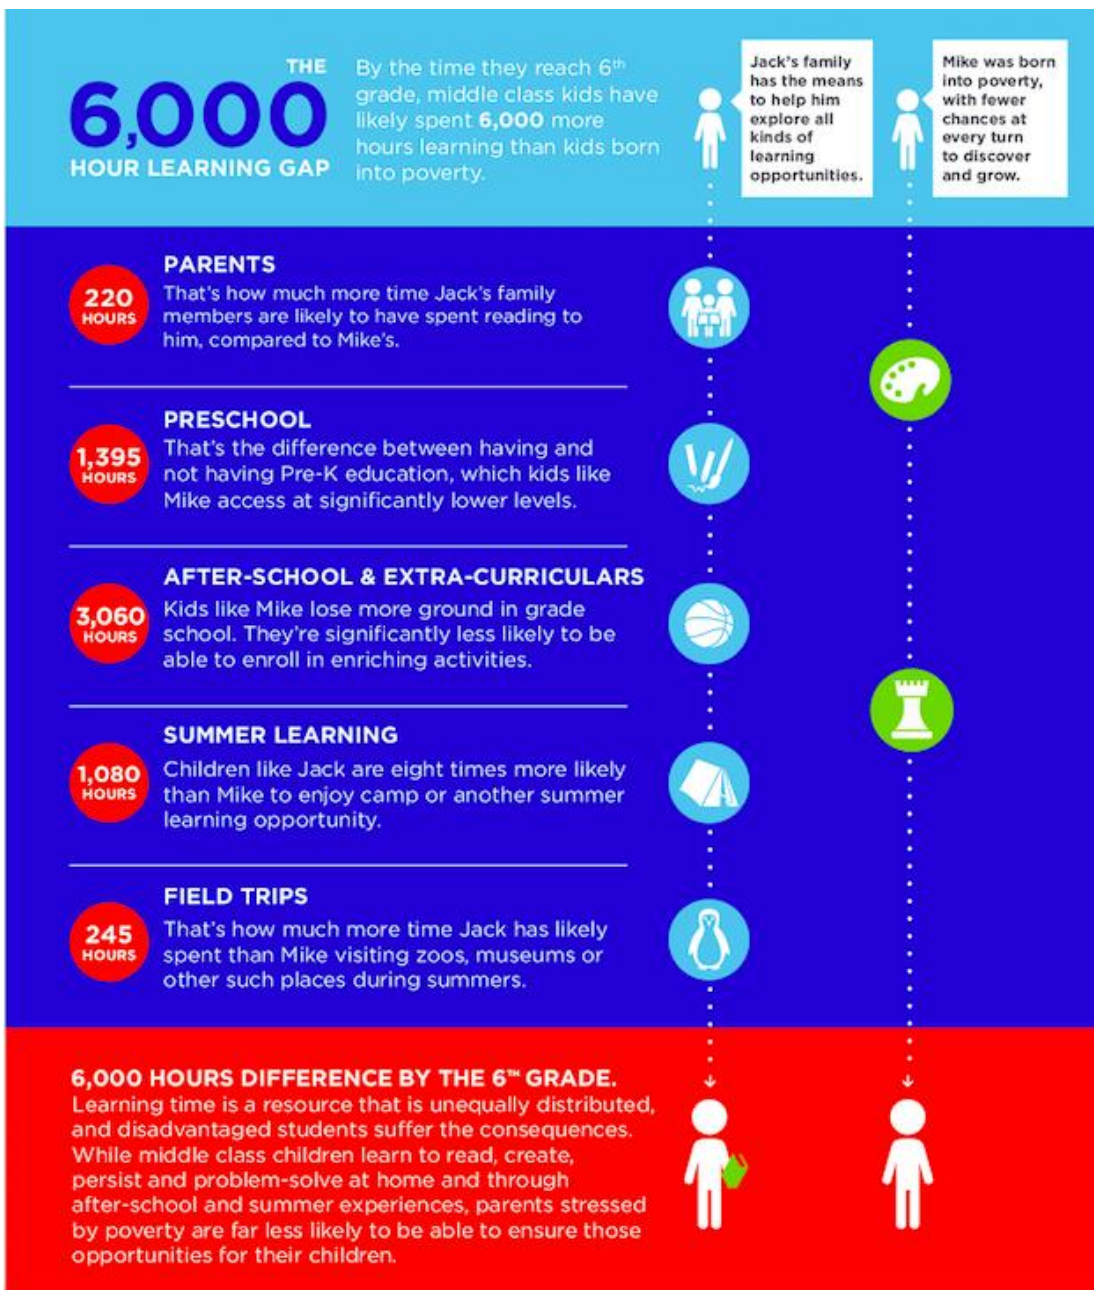 THE
6,000
HOUR LEARNING GAP
By the time they reach 6th
grade, middle class kids have
likely spent 6,000 more
hours learning than kids born
into poverty.
Jack's family
has the means
to help him
explore all
kinds of
learning
opportunities.
Mike was born
into poverty,
with fewer
chances at
every turn
to discover
and grow.
220
HOURS
PARENTS
That's how much more time Jack's family
members are likely to have spent reading to
him, compared to Mike's.
1,395
HOURS
PRESCHOOL
That's the difference between having and
not having Pre-K education, which kids like
Mike access at significantly lower levels.
3,060
HOURS
AFTER-SCHOOL & EXTRA-CURRICULARS
Kids like Mike lose more ground in grade
school. They're significantly less likely to be
able to enroll in enriching activities.
1,080
HOURS
SUMMER LEARNING
Children like Jack are eight times more likely
than Mike to enjoy camp or another summer
learning opportunity.
245
HOURS
FIELD TRIPS
That's how much more time Jack has likely
spent than Mike visiting zoos, museums or
other such places during summers.
6,000 HOURS DIFFERENCE BY THE 6TH GRADE.
Learning time is a resource that is unequally distributed,
and disadvantaged students suffer the consequences.
While middle class children learn to read, create,
persist and problem-solve at home and through
after-school and summer experiences, parents stressed
by poverty are far less likely to be able to ensure those
opportunities for their children.